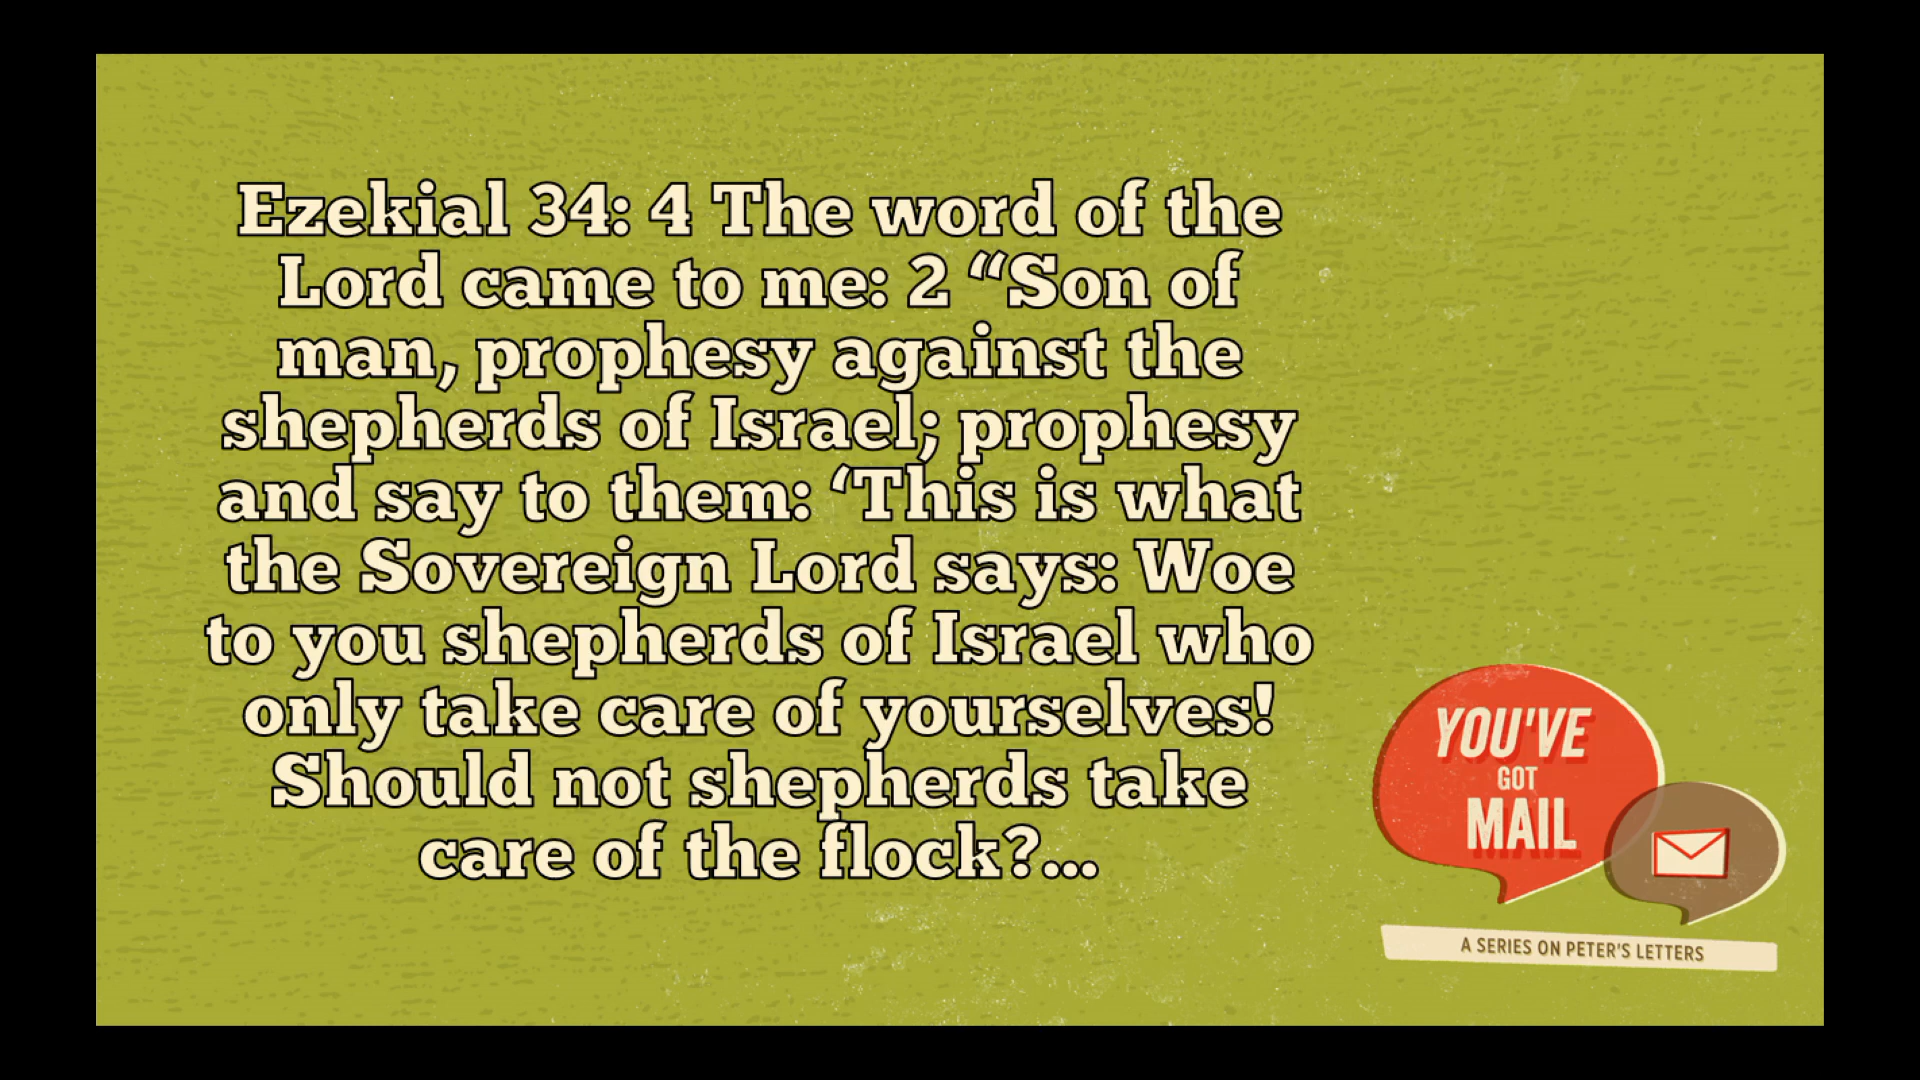 Ezekial 34: 4 The word of the
Lord came to me: 2 “Son of
man, prophesy against the
shepherds of Israel; prophesy
and say to them: ‘This is what
the Sovereign Lord says: Woe
to you shepherds of Israel who
only take care of yourselves!
Should not shepherds take
care of the flock?...
YOU'VE
GOT
MAIL
A SERIES ON PETER'S LETTERS